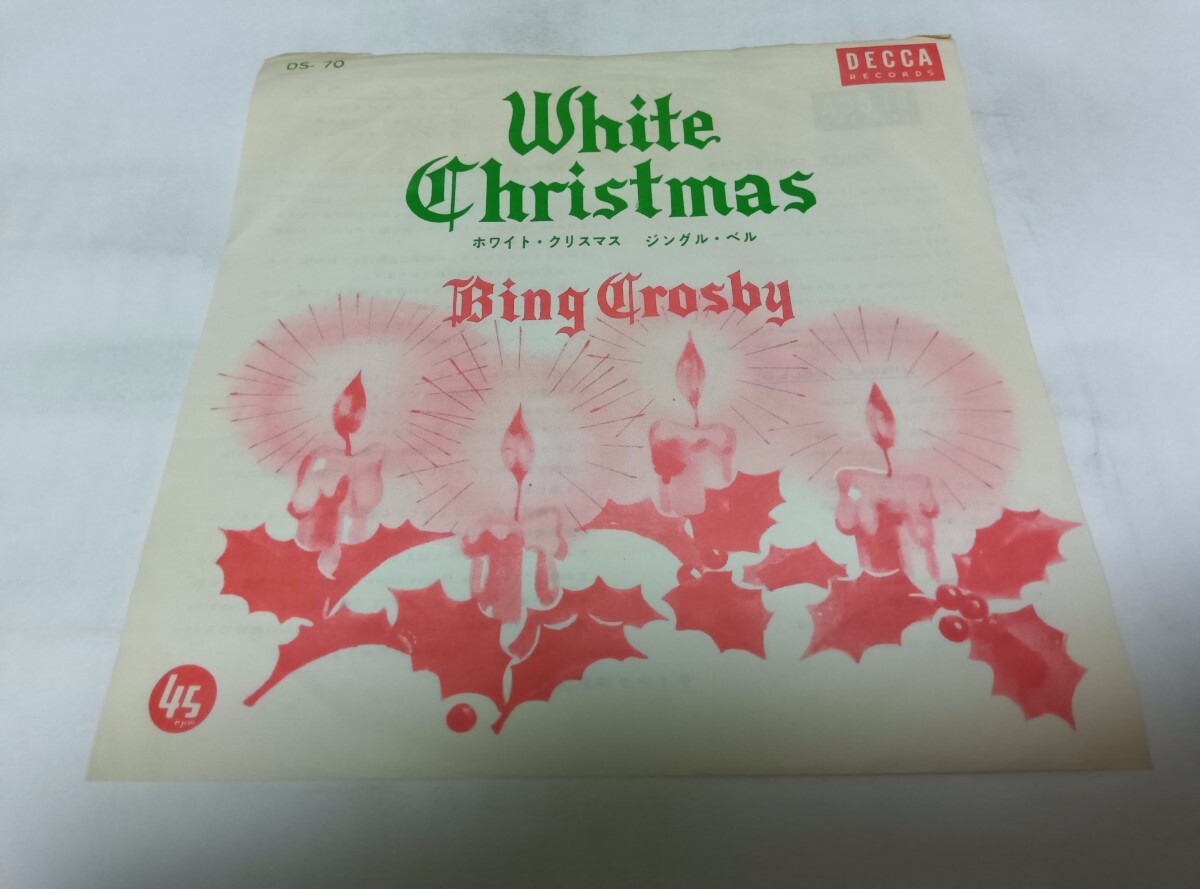 DS- 70
DECCA
RECORDS
White
Christmas
ホワイト・クリスマス ジングル・ベル
Bing Crosby
45
rpm